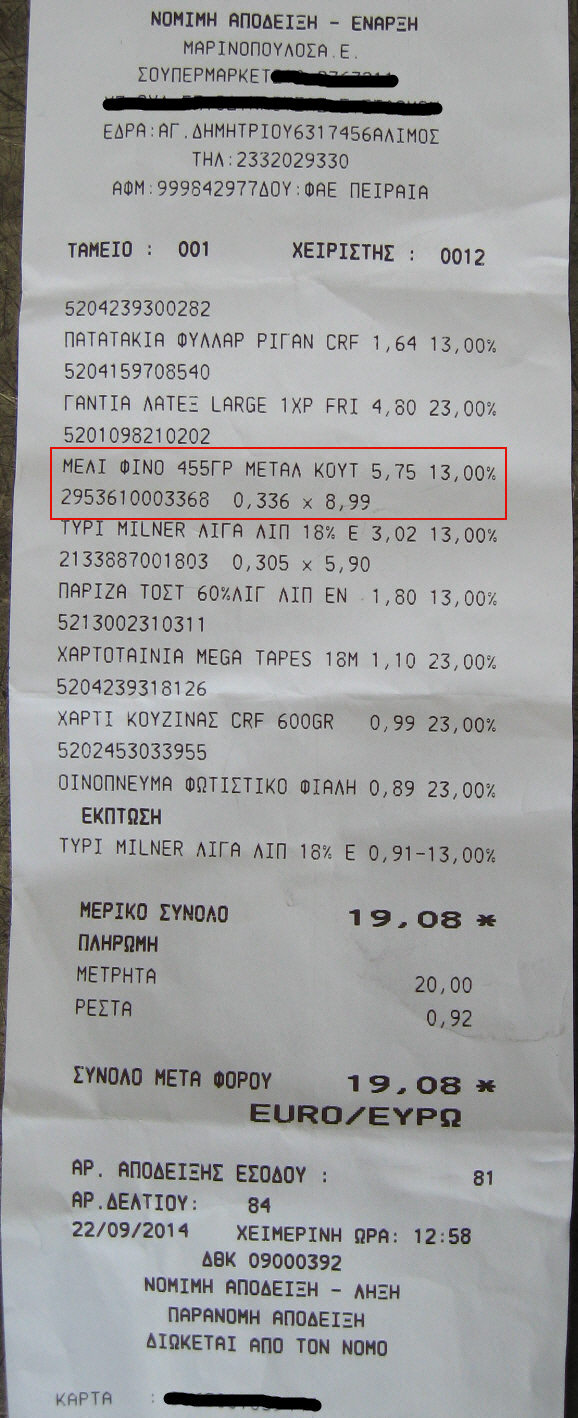 ΝΟΜΙΜΗ ΑΠΟΔΕΙΞΗ - ΕΝΑΡΞΗ
ΜΑΡΙΝΟΠΟΥΛΟΣΑ.Ε.
ΣΟΥΠΕΡΜΑΡΚΕΤ
ΕΔΡΑ:ΑΓ.ΔΗΜΗΤΡΙΟΥ6317456ΑΛΙΜΟΣ
ΤΗΛ:2332029330
ΑΦΜ:999842977ΔΟΥ:ΦΑΕ ΠΕΙΡΑΙΑ
ΤΑΜΕΙΟ : 001 ΧΕΙΡΙΣΤΗΣ : 0012
5204239300282
ΠΑΤΑΤΑΚΙΑ ΦΥΛΛΑΡ ΡΙΓΑΝ CRF 1,64 13,00%
5204159708540
ΓΑΝΤΙΑ ΛΑΤΕΞ LARGE 1ΧΡ FRI 4,80 23,00%
5201098210202
ΜΕΛΙ ΦΙΝΟ 455ΓΡ ΜΕΤΑΛ ΚΟΥΤ 5,75 13,00%
2953610003368 0,336 x 8,99
ΤΥΡΙ MILNER ΛΙΓΑ ΛΙΠ 18% Ε 3,02 13,00%
2133887001803 0,305 x 5,90
ΠΑΡΙΖΑ ΤΟΣΤ 60%ΛΙΓ ΛΙΠ ΕΝ 1,80 13,00%
5213002310311
ΧΑΡΤΟΤΑΙΝΙΑ MEGA TAPES 18M 1,10 23,00%
5204239318126
ΧΑΡΤΙ ΚΟΥΖΙΝΑΣ CRF 600GR 0,99 23,00%
5202453033955
ΟΙΝΟΠΝΕΥΜΑ ΦΩΤΙΣΤΙΚΟ ΦΙΑΛΗ 0,89 23,00%
ΕΚΠΤΩΣΗ
ΤΥΡΙ MILNER ΛΙΓΑ ΛΙΠ 18% Ε 0,91-13,00%
ΜΕΡΙΚΟ ΣΥΝΟΛΟ 19,08 *
ΠΛΗΡΩΜΗ
ΜΕΤΡΗΤΑ 20,00
ΡΕΣΤΑ 0,92
ΣΥΝΟΛΟ ΜΕΤΑ ΦΟΡΟΥ 19,08 *
EURO/ΕΥΡΩ
ΑΡ. ΑΠΟΔΕΙΞΗΣ ΕΣΟΔΟΥ : 81
ΑΡ.ΔΕΛΤΙΟΥ: 84
22/09/2014 ΧΕΙΜΕΡΙΝΗ ΩΡΑ: 12:58
ΔΒΚ 09000392
ΝΟΜΙΜΗ ΑΠΟΔΕΙΞΗ - ΛΗΞΗ
ΠΑΡΑΝΟΜΗ ΑΠΟΔΕΙΞΗ
ΔΙΩΚΕΤΑΙ ΑΠΟ ΤΟΝ ΝΟΜΟ
ΚΑΡΤΑ :